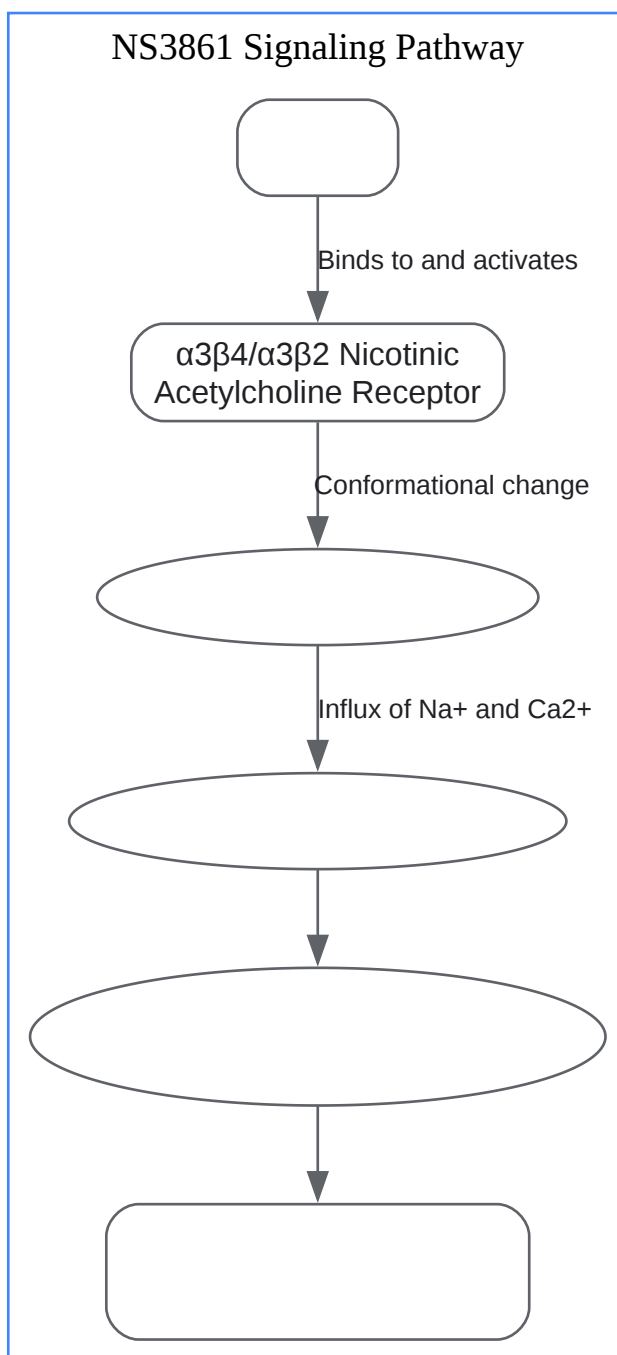 NS3861 Signaling Pathway
Binds to and activates
α3β4/α3β2 Nicotinic
Acetylcholine Receptor
Conformational change
Influx of Na+ and Ca2+